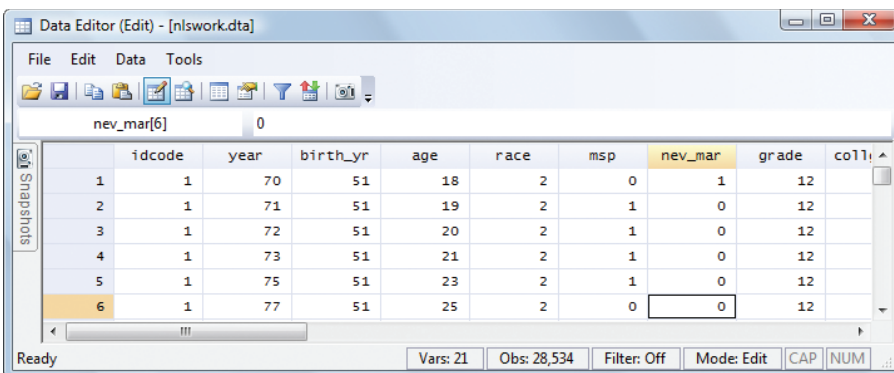 Data Editor (Edit) - [nlswork.dta]
File Edit Data Tools
nev_mar[6] 0
Snapshots
idcode year birth_yr age race msp nev_mar grade collg
1 1 70 51 18 2 0 1 12
2 1 71 51 19 2 1 0 12
3 1 72 51 20 2 1 0 12
4 1 73 51 21 2 1 0 12
5 1 75 51 23 2 1 0 12
6 1 77 51 25 2 0 0 12
Ready Vars: 21 Obs: 28,534 Filter: Off Mode: Edit CAP NUM